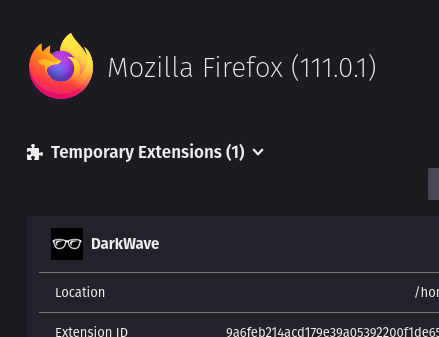 Mozilla Firefox (111.0.1)
Temporary Extensions (1)
DarkWave
Location
Extension ID